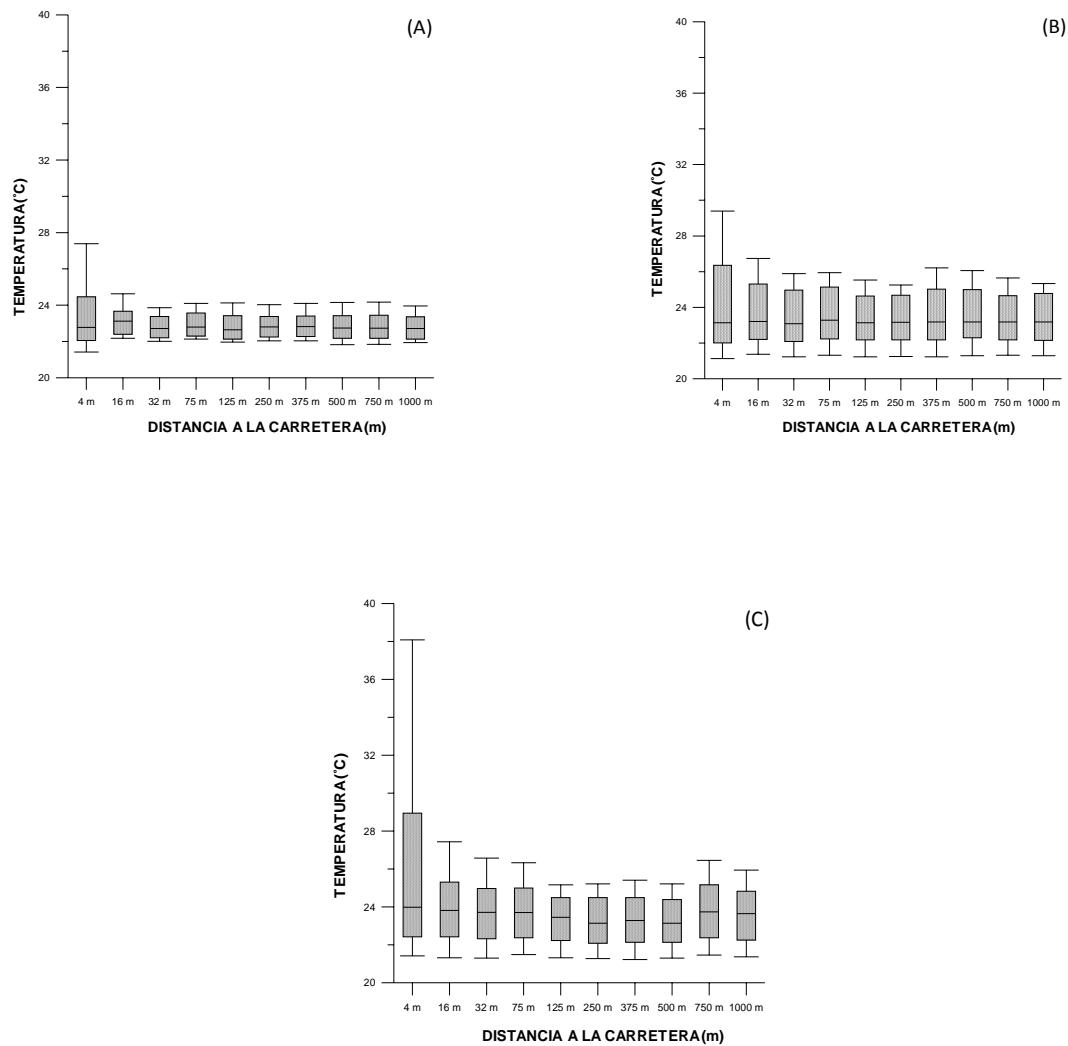 (A)
40
36
32
28
24
20
TEMPERATURA (°C)
4 m 16 m 32 m 75 m 125 m 250 m 375 m 500 m 750 m 1000 m
DISTANCIA A LA CARRETERA (m)
(B)
40
36
32
28
24
20
TEMPERATURA (°C)
4 m 16 m 32 m 75 m 125 m 250 m 375 m 500 m 750 m 1000 m
DISTANCIA A LA CARRETERA (m)
(C)
40
36
32
28
24
20
TEMPERATURA (°C)
4 m 16 m 32 m 75 m 125 m 250 m 375 m 500 m 750 m 1000 m
DISTANCIA A LA CARRETERA (m)